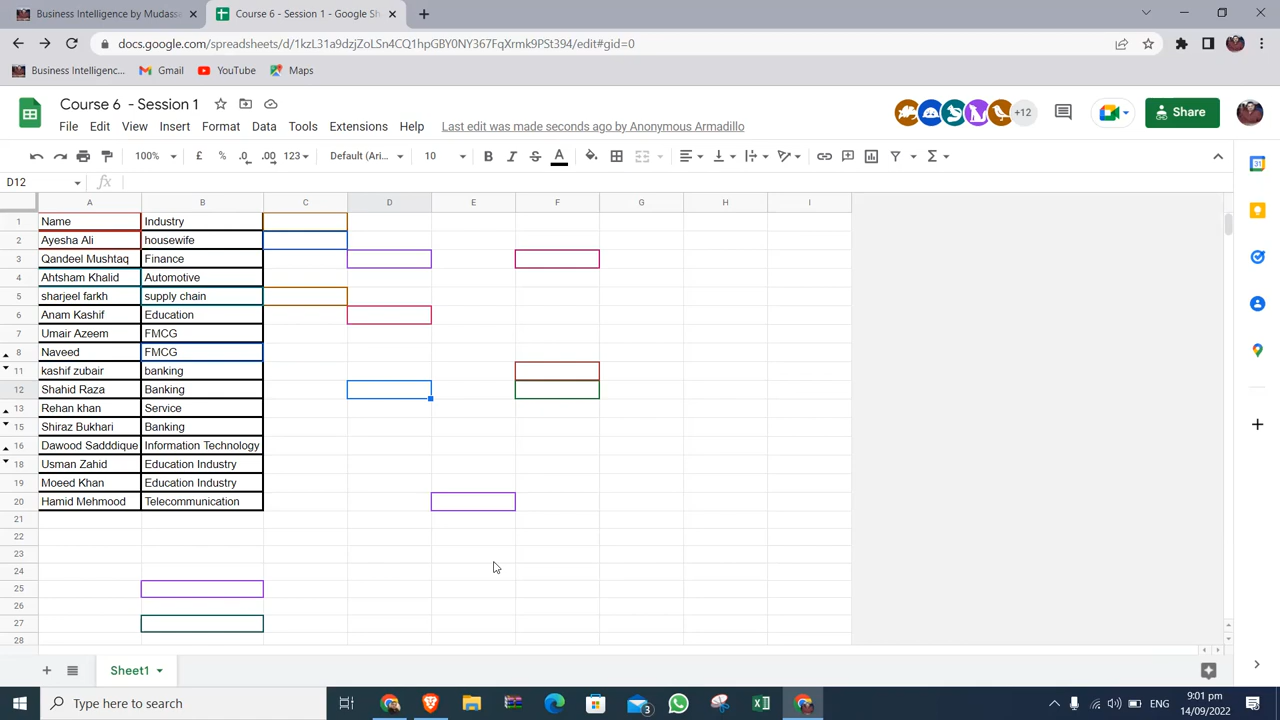 Business Intelligence by Mudass
Course 6 - Session 1 - Google Sh
docs.google.com/spreadsheets/d/1kzL31a9dzjZoLSn4CQ1hpGBY0NY367FqXrmk9PSt394/edit#gid=0
Business Intelligenc... Gmail YouTube Maps
Course 6 - Session 1
+12
Share
File Edit View Insert Format Data Tools Extensions Help Last edit was made seconds ago by Anonymous Armadillo
100% £ % .0 .00 123 Default (Ari... 10 B I S A
D12 fx
A B C D E F G H I
1 Name Industry
2 Ayesha Ali housewife
3 Qandeel Mushtaq Finance
4 Ahtsham Khalid Automotive
5 sharjeel farkh supply chain
6 Anam Kashif Education
7 Umair Azeem FMCG
8 Naveed FMCG
11 kashif zubair banking
12 Shahid Raza Banking
13 Rehan khan Service
15 Shiraz Bukhari Banking
16 Dawood Sadddique Information Technology
18 Usman Zahid Education Industry
19 Moeed Khan Education Industry
20 Hamid Mehmood Telecommunication
21
22
23
24
25
26
27
28
Sheet1
Type here to search
3
ENG
9:01 pm
14/09/2022